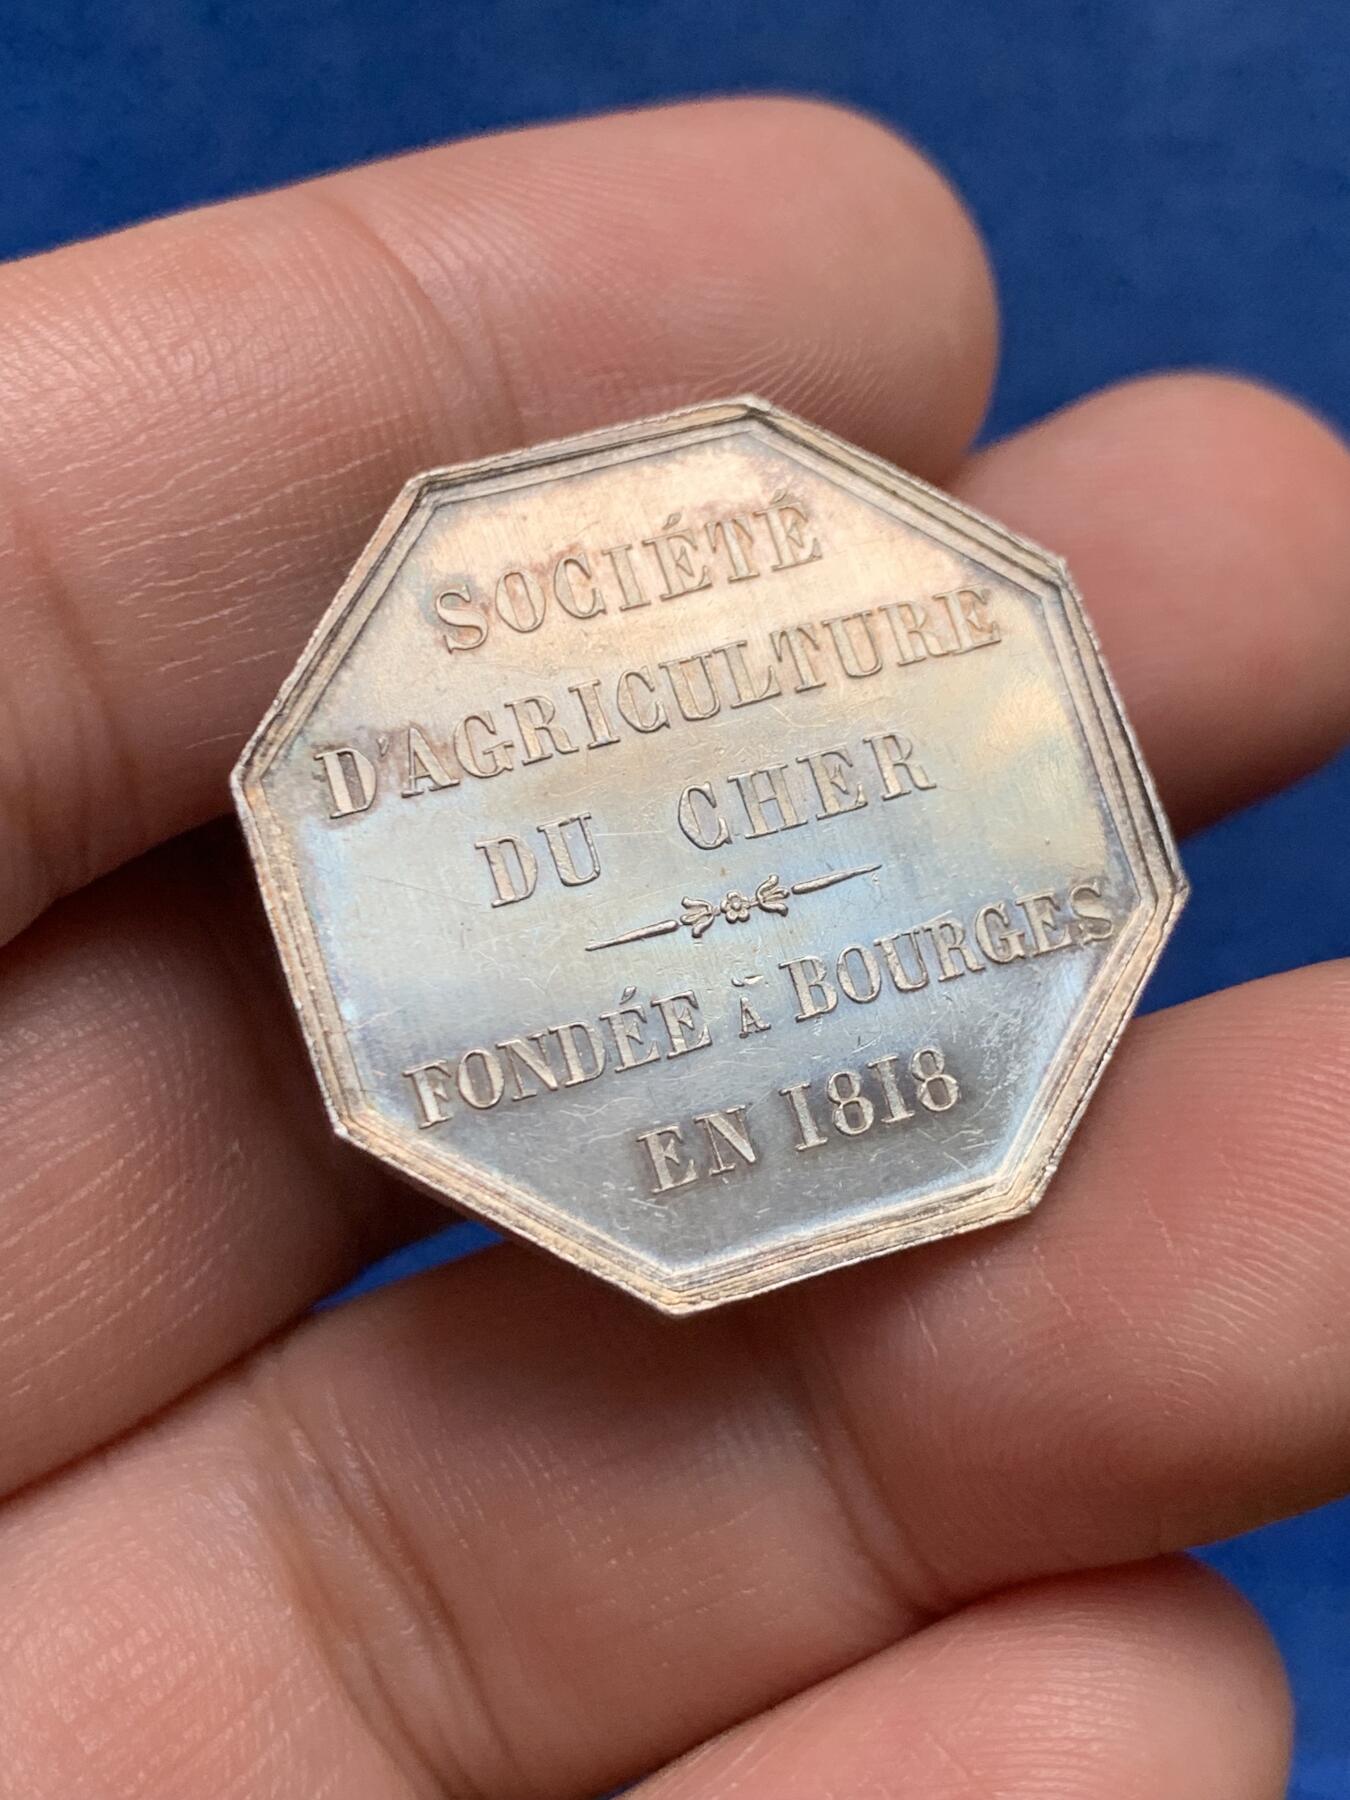 SOCIÉTÉ
D'AGRICULTURE
DU CHER
FONDÉE À BOURGES
EN 1818